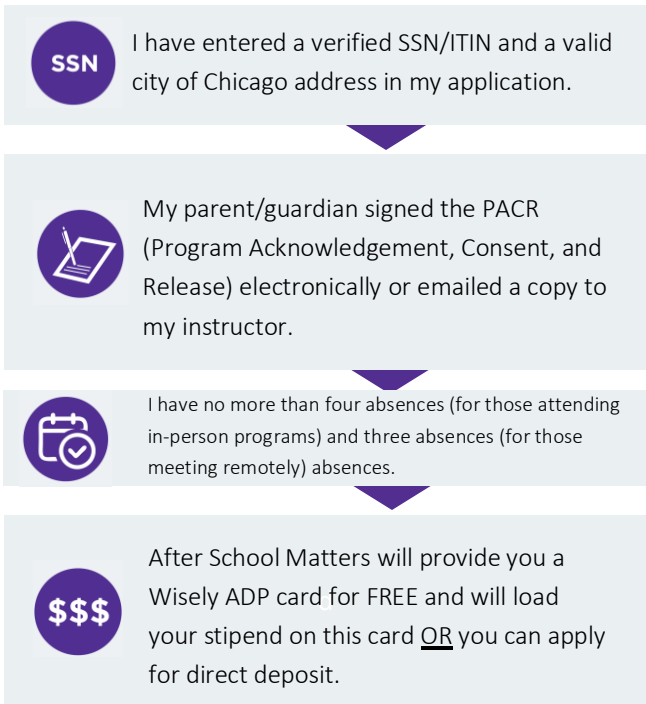 SSN
I have entered a verified SSN/ITIN and a valid
city of Chicago address in my application.
My parent/guardian signed the PACR
(Program Acknowledgement, Consent, and
Release) electronically or emailed a copy to
my instructor.
I have no more than four absences (for those attending
in-person programs) and three absences (for those
meeting remotely) absences.
$$$
After School Matters will provide you a
Wisely ADP card for FREE and will load
your stipend on this card OR you can apply
for direct deposit.